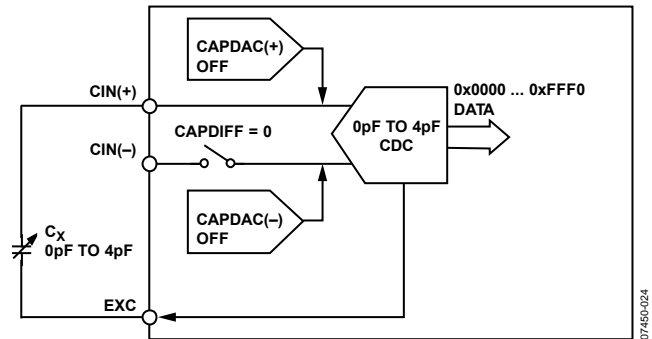 CAPDAC(+)
OFF
CIN(+)
0x0000 ... 0xFFF0
DATA
CAPDIFF = 0
0pF TO 4pF
CDC
CIN(–)
CAPDAC(–)
OFF
CX
0pF TO 4pF
EXC
07450-024